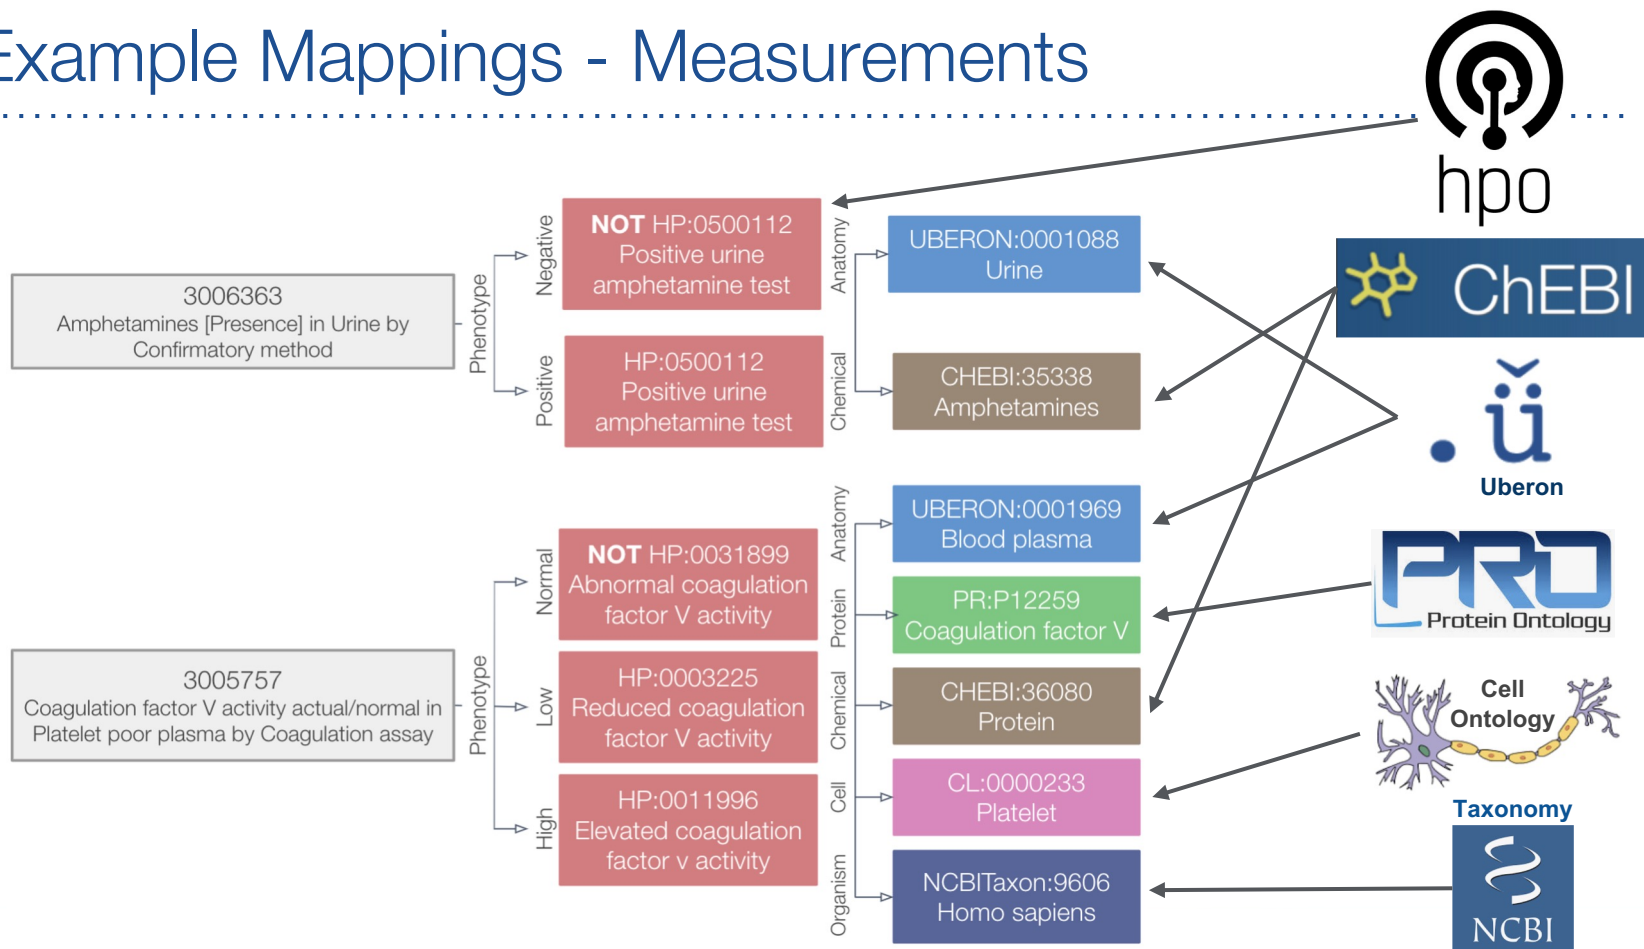 Example Mappings - Measurements
hpo
ChEBI
.ü
Uberon
PRO
Protein Ontology
Cell
Ontology
Taxonomy
NCBI
3006363
Amphetamines [Presence] in Urine by
Confirmatory method
Phenotype
Negative
NOT HP:0500112
Positive urine
amphetamine test
Positive
HP:0500112
Positive urine
amphetamine test
Anatomy
UBERON:0001088
Urine
Chemical
CHEBI:35338
Amphetamines
3005757
Coagulation factor V activity actual/normal in
Platelet poor plasma by Coagulation assay
Phenotype
Normal
NOT HP:0031899
Abnormal coagulation
factor V activity
Low
HP:0003225
Reduced coagulation
factor V activity
High
HP:0011996
Elevated coagulation
factor v activity
Anatomy
UBERON:0001969
Blood plasma
Protein
PR:P12259
Coagulation factor V
Chemical
CHEBI:36080
Protein
Cell
CL:0000233
Platelet
Organism
NCBITaxon:9606
Homo sapiens